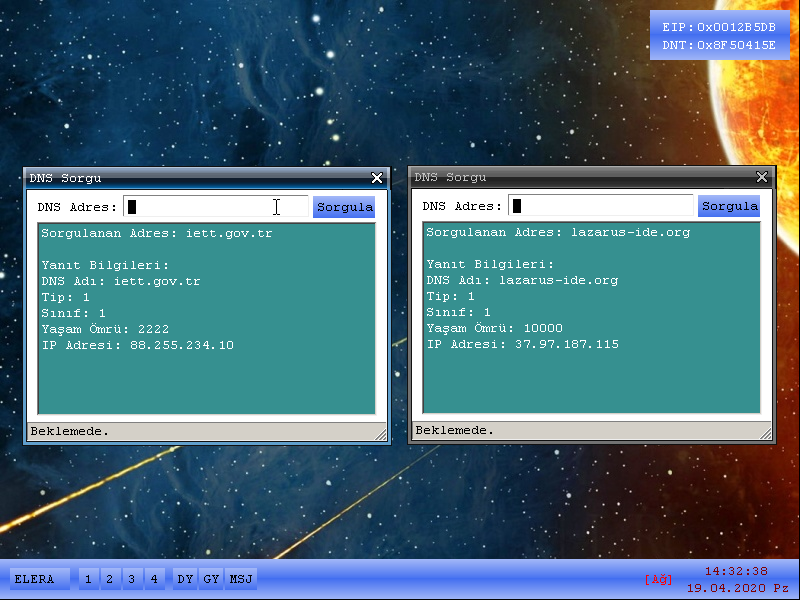 EIP:0x0012B5DB
DNT:0x8F50415E
DNS Sorgu
DNS Adres:
Sorgula
Sorgulanan Adres: iett.gov.tr
Yanıt Bilgileri:
DNS Adı: iett.gov.tr
Tip: 1
Sınıf: 1
Yaşam Ömrü: 2222
IP Adresi: 88.255.234.10
Beklemede.
DNS Sorgu
DNS Adres:
Sorgula
Sorgulanan Adres: lazarus-ide.org
Yanıt Bilgileri:
DNS Adı: lazarus-ide.org
Tip: 1
Sınıf: 1
Yaşam Ömrü: 10000
IP Adresi: 37.97.187.115
Beklemede.
ELERA 1 2 3 4 DY GY MSJ
[AĞ]
14:32:38
19.04.2020 Pz